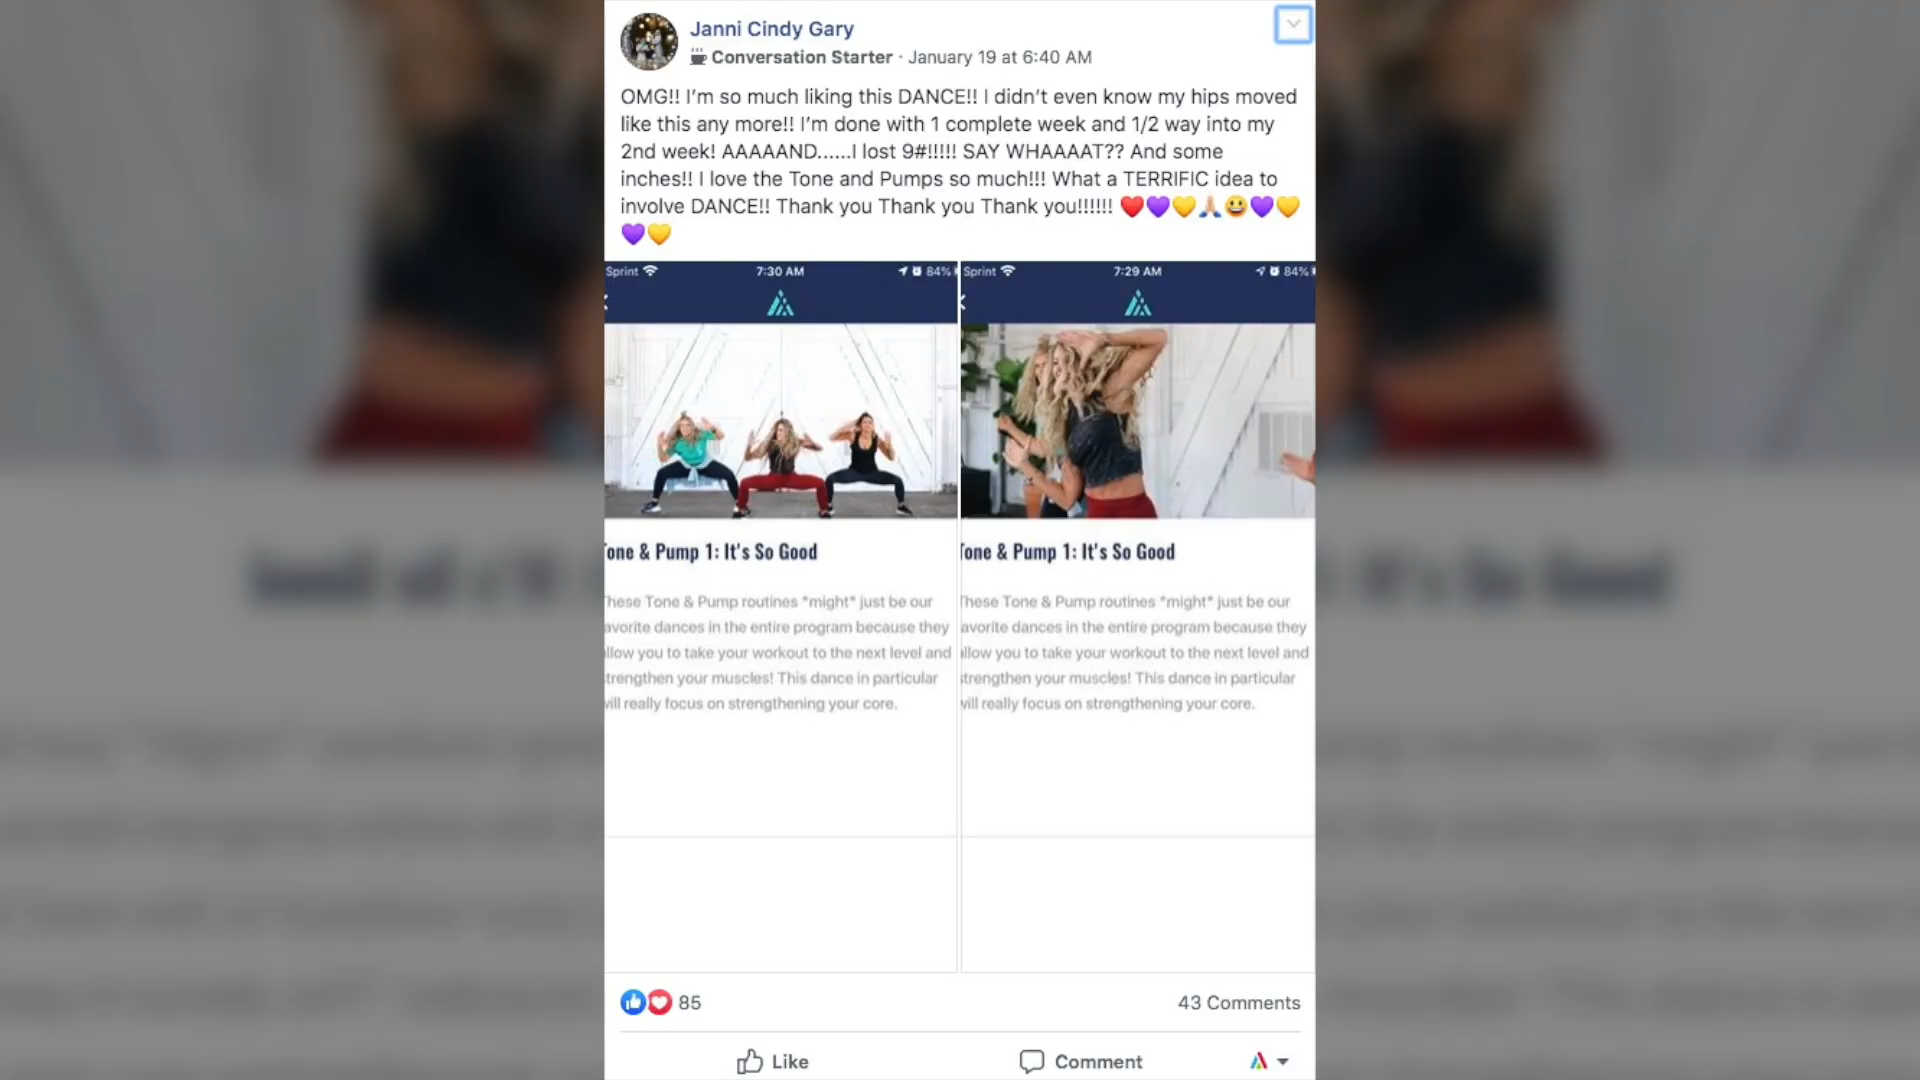 Janni Cindy Gary
Conversation Starter · January 19 at 6:40 AM
OMG!! I'm so much liking this DANCE!! I didn't even know my hips moved
like this any more!! I'm done with 1 complete week and 1/2 way into my
2nd week! AAAAAND......I lost 9#!!!!! SAY WHAAAAT?? And some
inches!! I love the Tone and Pumps so much!!! What a TERRIFIC idea to
involve DANCE!! Thank you Thank you Thank you!!!!!! ❤️💜💛🙏🏼😀💜💛
💜💛
Sprint 7:30 AM 84%
one & Pump 1: It's So Good
hese Tone & Pump routines *might* just be our
avorite dances in the entire program because they
llow you to take your workout to the next level and
trengthen your muscles! This dance in particular
vill really focus on strengthening your core.
Sprint 7:29 AM 84%
one & Pump 1: It's So Good
hese Tone & Pump routines *might* just be our
avorite dances in the entire program because they
llow you to take your workout to the next level and
trengthen your muscles! This dance in particular
vill really focus on strengthening your core.
85 43 Comments
Like Comment